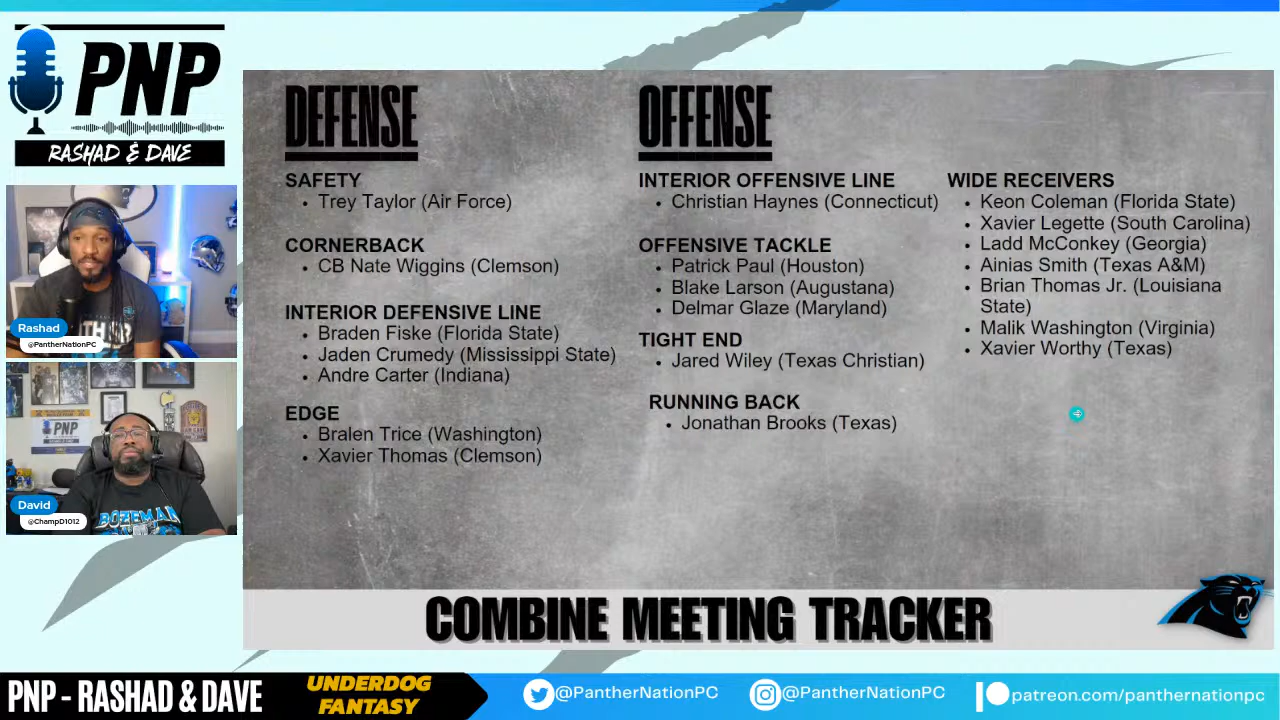 PNP
RASHAD & DAVE
Rashad
@PantherNationPC
PNP
David
@ChampD1012
BOZEMAN
DEFENSE
SAFETY
• Trey Taylor (Air Force)
CORNERBACK
• CB Nate Wiggins (Clemson)
INTERIOR DEFENSIVE LINE
• Braden Fiske (Florida State)
• Jaden Crumedy (Mississippi State)
• Andre Carter (Indiana)
EDGE
• Bralen Trice (Washington)
• Xavier Thomas (Clemson)
OFFENSE
INTERIOR OFFENSIVE LINE
• Christian Haynes (Connecticut)
OFFENSIVE TACKLE
• Patrick Paul (Houston)
• Blake Larson (Augustana)
• Delmar Glaze (Maryland)
TIGHT END
• Jared Wiley (Texas Christian)
RUNNING BACK
• Jonathan Brooks (Texas)
WIDE RECEIVERS
• Keon Coleman (Florida State)
• Xavier Legette (South Carolina)
• Ladd McConkey (Georgia)
• Ainias Smith (Texas A&M)
• Brian Thomas Jr. (Louisiana
State)
• Malik Washington (Virginia)
• Xavier Worthy (Texas)
COMBINE MEETING TRACKER
PNP - RASHAD & DAVE
UNDERDOG
FANTASY
@PantherNationPC
@PantherNationPC
patreon.com/panthernationpc